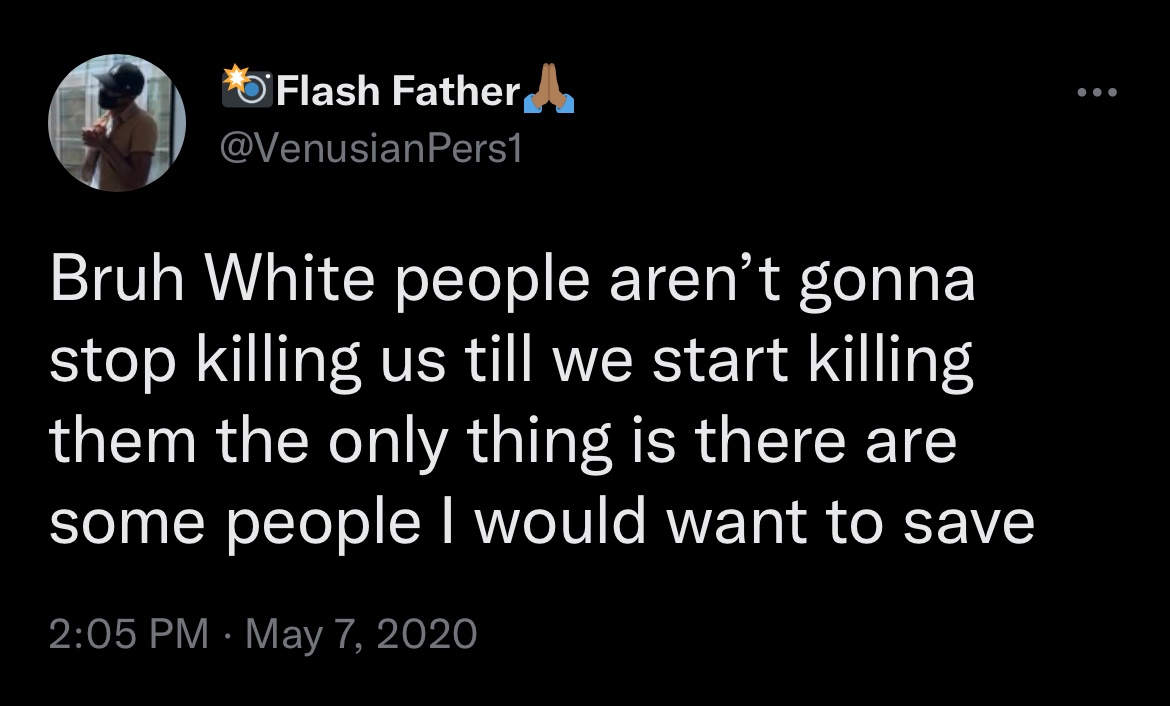 Flash Father
@VenusianPers1
Bruh White people aren’t gonna
stop killing us till we start killing
them the only thing is there are
some people I would want to save
2:05 PM · May 7, 2020